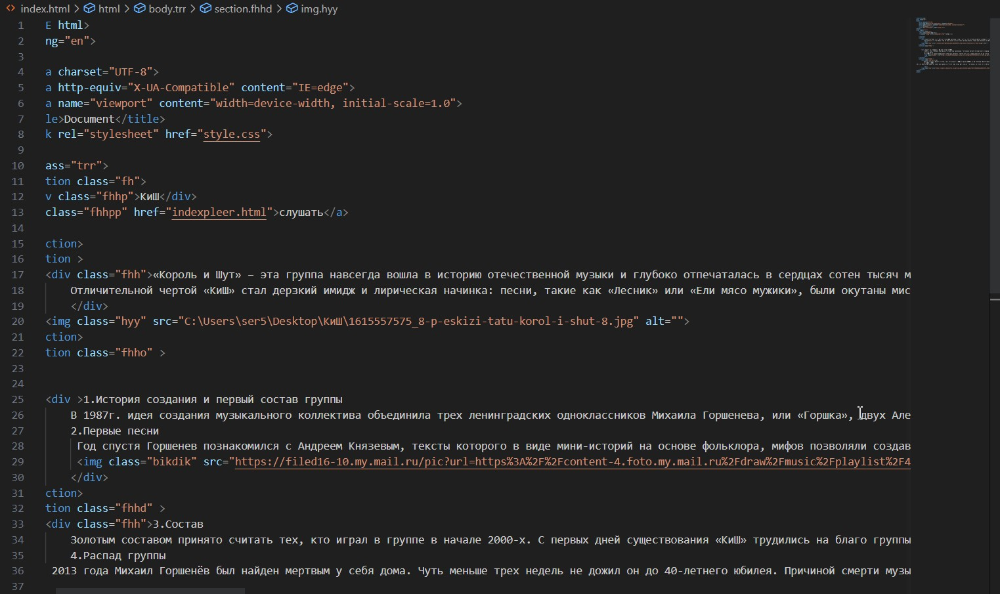 index.html > html > body.trr > section.fhhd > img.hyy
1 E html>
2 ng="en">
3
4 a charset="UTF-8">
5 a http-equiv="X-UA-Compatible" content="IE=edge">
6 a name="viewport" content="width=device-width, initial-scale=1.0">
7 le>Document</title>
8 k rel="stylesheet" href="style.css">
9
10 ass="trr">
11 tion class="fh">
12 v class="fhhp">КиШ</div>
13 class="fhhpp" href="indexpleer.html">слушать</a>
14
15 ction>
16 tion >
17 <div class="fhh">«Король и Шут» – эта группа навсегда вошла в историю отечественной музыки и глубоко отпечаталась в сердцах сотен тысяч м
18 Отличительной чертой «КиШ» стал дерзкий имидж и лирическая начинка: песни, такие как «Лесник» или «Ели мясо мужики», были окутаны мис
19 </div>
20 <img class="hyy" src="C:\Users\ser5\Desktop\КиШ\1615557575_8-p-eskizi-tatu-korol-i-shut-8.jpg" alt="">
21 ction>
22 tion class="fhho" >
23
24
25 <div >1.История создания и первый состав группы
26 В 1987г. идея создания музыкального коллектива объединила трех ленинградских одноклассников Михаила Горшенева, или «Горшка», двух Але
27 2.Первые песни
28 Год спустя Горшенев познакомился с Андреем Князевым, тексты которого в виде мини-историй на основе фольклора, мифов позволяли создав
29 <img class="bikdik" src="https://filed16-10.my.mail.ru/pic?url=https%3A%2F%2Fcontent-4.foto.my.mail.ru%2Fdraw%2Fmusic%2Fplaylist%2F4
30 </div>
31 ction>
32 tion class="fhhd" >
33 <div class="fhh">3.Состав
34 Золотым составом принято считать тех, кто играл в группе в начале 2000-х. С первых дней существования «КиШ» трудились на благо группы
35 4.Распад группы
36 2013 года Михаил Горшенёв был найден мертвым у себя дома. Чуть меньше трех недель не дожил он до 40-летнего юбилея. Причиной смерти музы
37